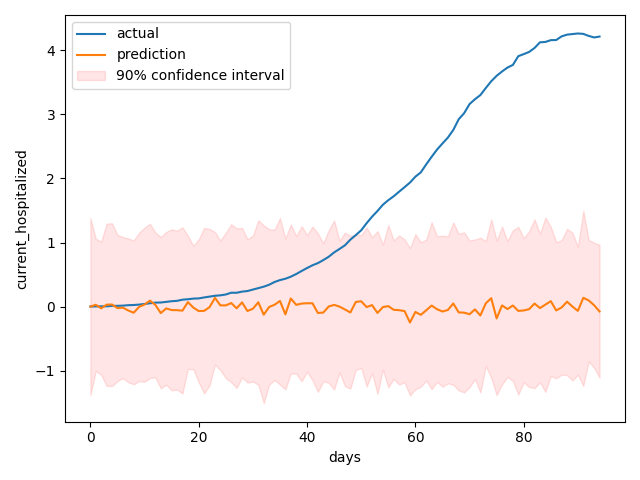 actual
prediction
90% confidence interval
current_hospitalized
4
3
2
1
0
−1
0
20
40
60
80
days